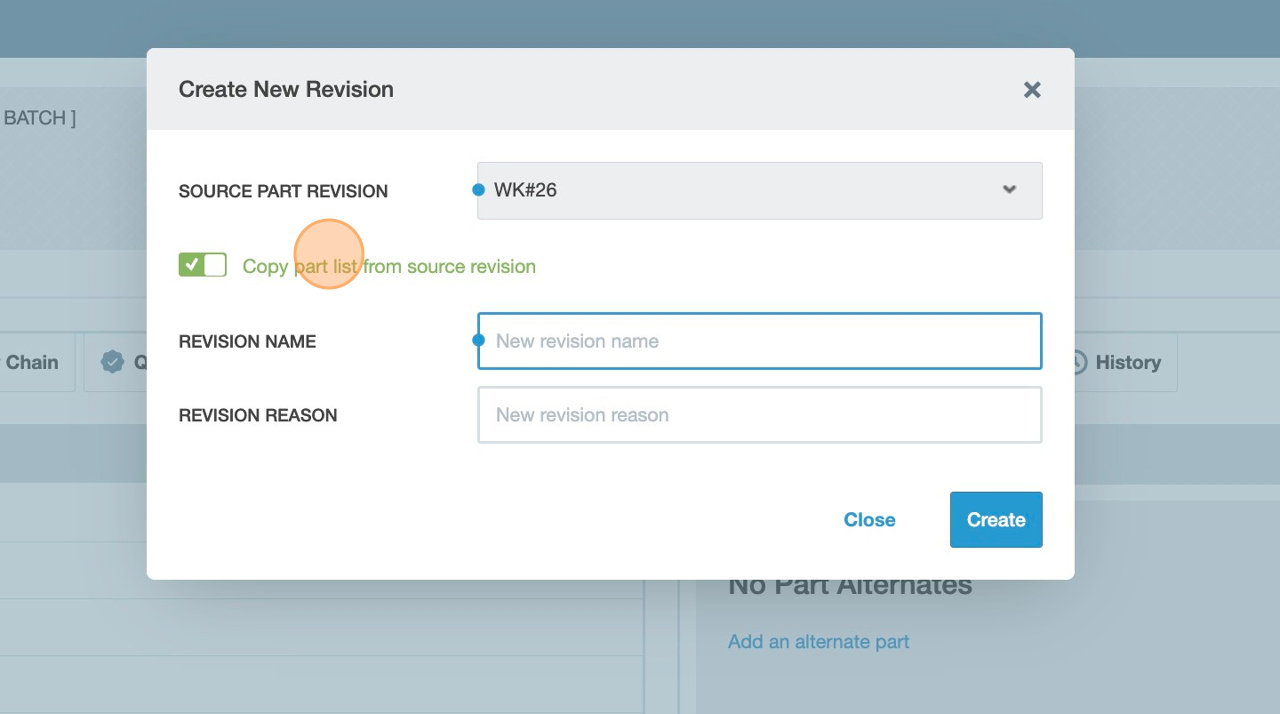 Create New Revision
BATCH ]
SOURCE PART REVISION
WK#26
Copy part list from source revision
REVISION NAME
New revision name
Chain
Q
History
REVISION REASON
New revision reason
Close
Create
No Part Alternates
Add an alternate part